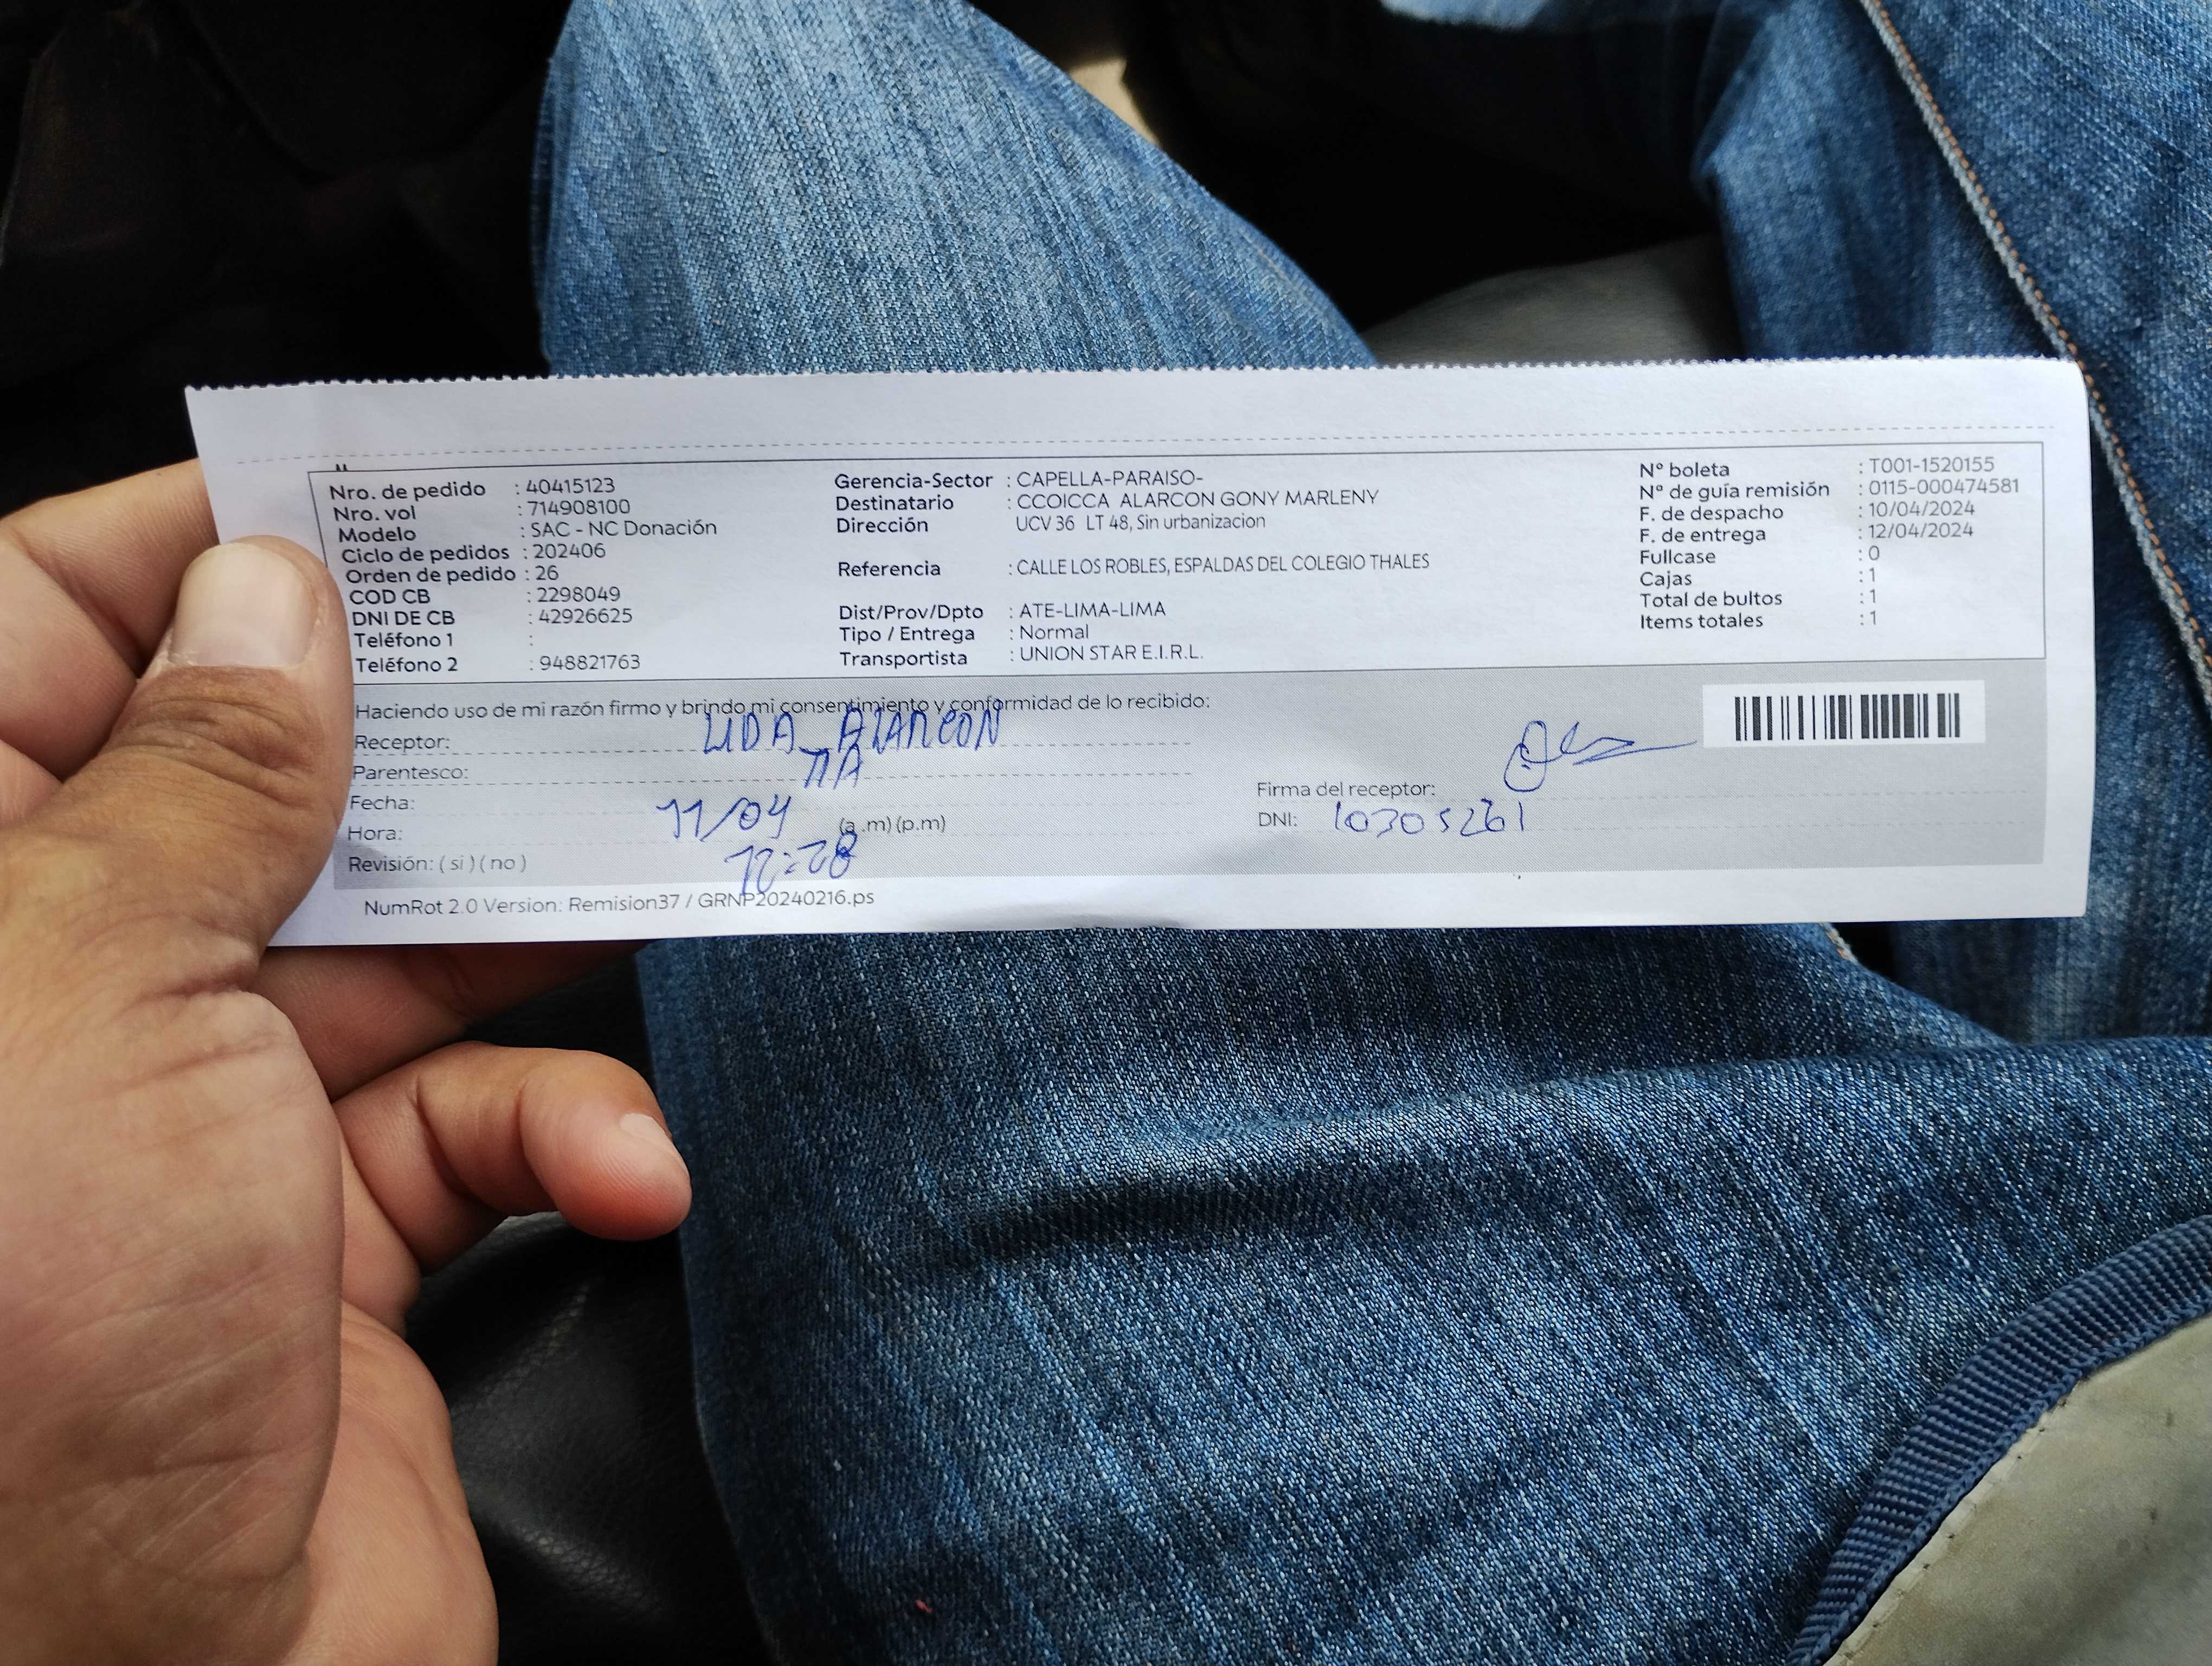 Nro. de pedido : 40415123
Nro. vol : 714908100
Modelo : SAC - NC Donación
Ciclo de pedidos : 202406
Orden de pedido : 26
COD CB : 2298049
DNI DE CB : 42926625
Teléfono 1 :
Teléfono 2 : 948821763
Gerencia-Sector : CAPELLA-PARAISO-
Destinatario : CCOICCA ALARCON GONY MARLENY
Dirección UCV 36 LT 48, Sin urbanizacion
Referencia : CALLE LOS ROBLES, ESPALDAS DEL COLEGIO THALES
Dist/Prov/Dpto : ATE-LIMA-LIMA
Tipo / Entrega : Normal
Transportista : UNION STAR E.I.R.L.
Nº boleta : T001-1520155
Nº de guía remisión : 0115-000474581
F. de despacho : 10/04/2024
F. de entrega : 12/04/2024
Fullcase : 0
Cajas : 1
Total de bultos : 1
Items totales : 1
Haciendo uso de mi razón firmo y brindo mi consentimiento y conformidad de lo recibido:
Receptor: LIDA ALARCON
Parentesco: TIA
Fecha: 11/04
Hora: (a .m) (p.m)
12:28
Revisión: ( si ) ( no )
Firma del receptor:
DNI: 10305261
NumRot 2.0 Version: Remision37 / GRNP20240216.ps